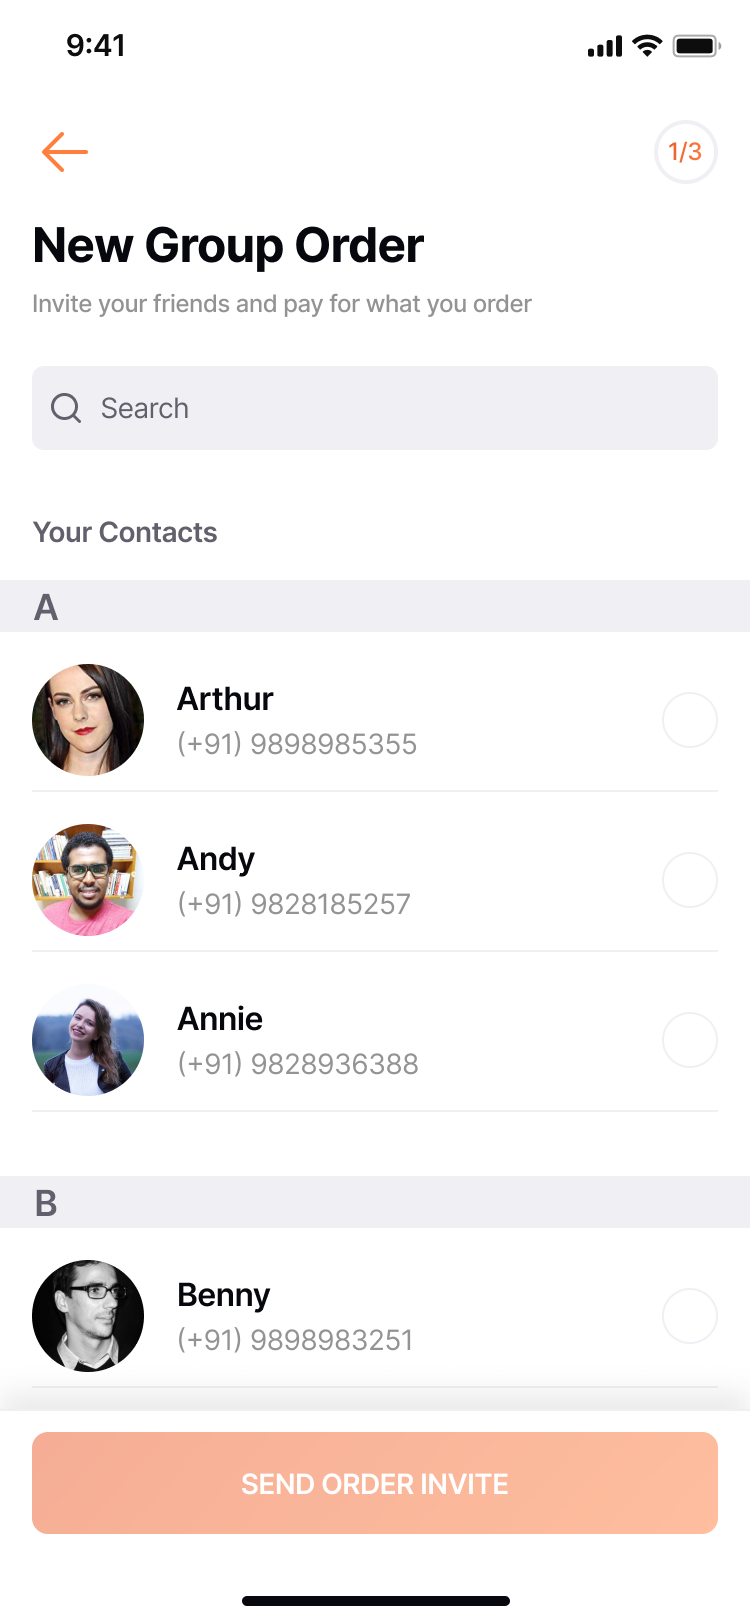 9:41
1/3
New Group Order
Invite your friends and pay for what you order
Search
Your Contacts
A
Arthur
(+91) 9898985355
Andy
(+91) 9828185257
Annie
(+91) 9828936388
B
Benny
(+91) 9898983251
SEND ORDER INVITE